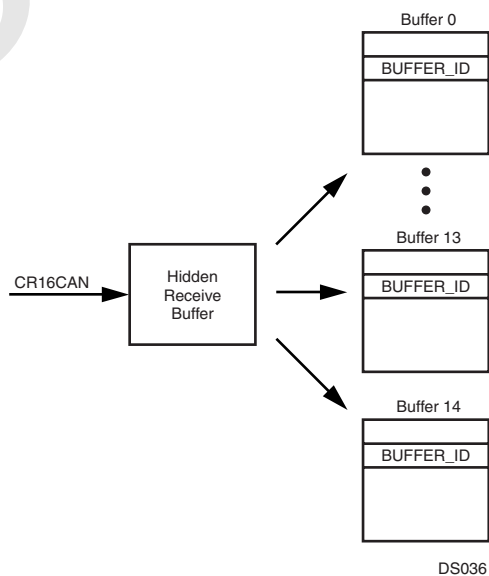 Buffer 0
BUFFER_ID
Buffer 13
CR16CAN
Hidden
Receive
Buffer
BUFFER_ID
Buffer 14
BUFFER_ID
DS036